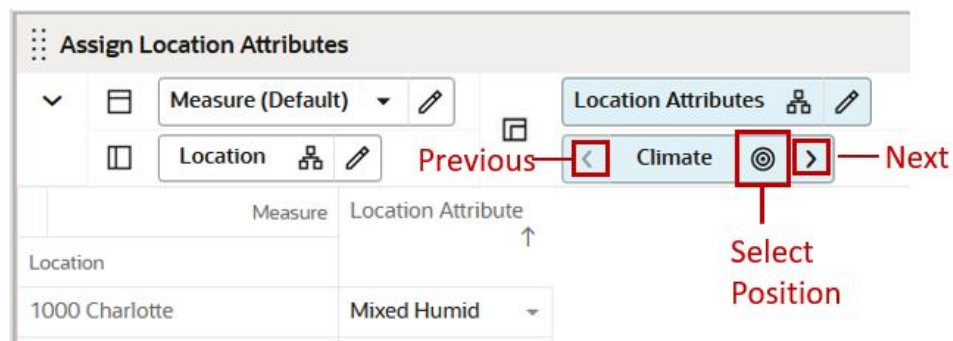 Assign Location Attributes
Measure (Default)
Location Attributes
Location
Previous
Climate
Next
Measure
Location Attribute
Location
Select
Position
1000 Charlotte
Mixed Humid